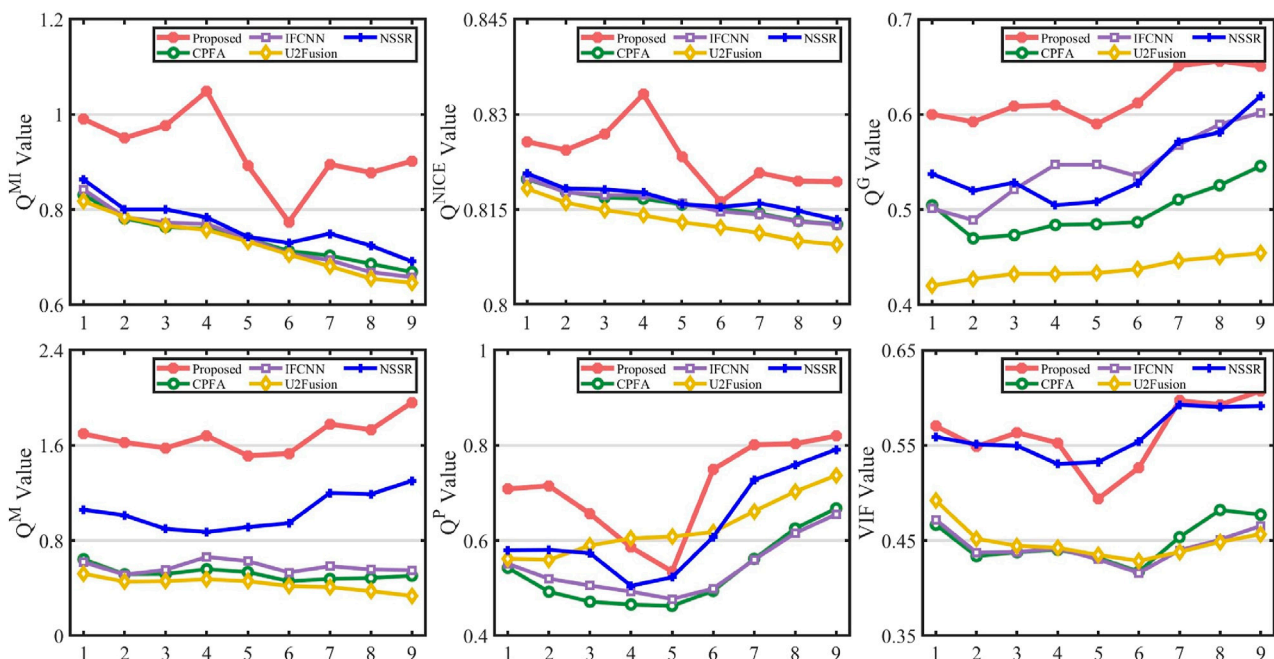 1.2
1
0.8
0.6
Q^MI Value
Proposed IFCNN NSSR
CPFA U2Fusion
1 2 3 4 5 6 7 8 9
0.845
0.83
0.815
0.8
Q^NICE Value
Proposed IFCNN NSSR
CPFA U2Fusion
1 2 3 4 5 6 7 8 9
0.7
0.6
0.5
0.4
Q^G Value
Proposed IFCNN NSSR
CPFA U2Fusion
1 2 3 4 5 6 7 8 9
2.4
1.6
0.8
0
Q^M Value
Proposed IFCNN NSSR
CPFA U2Fusion
1 2 3 4 5 6 7 8 9
1
0.8
0.6
0.4
Q^P Value
Proposed IFCNN NSSR
CPFA U2Fusion
1 2 3 4 5 6 7 8 9
0.65
0.55
0.45
0.35
VIF Value
Proposed IFCNN NSSR
CPFA U2Fusion
1 2 3 4 5 6 7 8 9